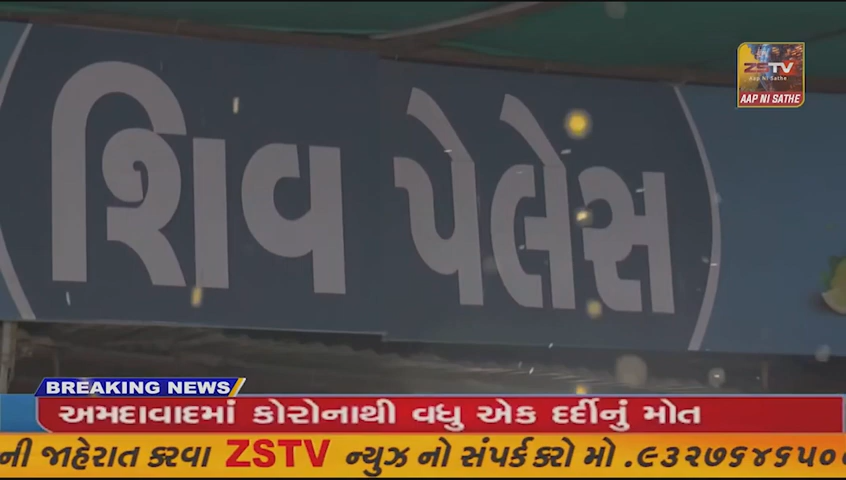 શિવ પેલેસ
ZSTV
Aap Ni Sathe
AAP NI SATHE
BREAKING NEWS
અમદાવાદમાં કોરોનાથી વધુ એક દર્દીનું મોત
ની જાહેરાત કરવા ZSTV ન્યુઝ નો સંપર્ક કરો મો .૯૩૨૭૬૪૬૫૦